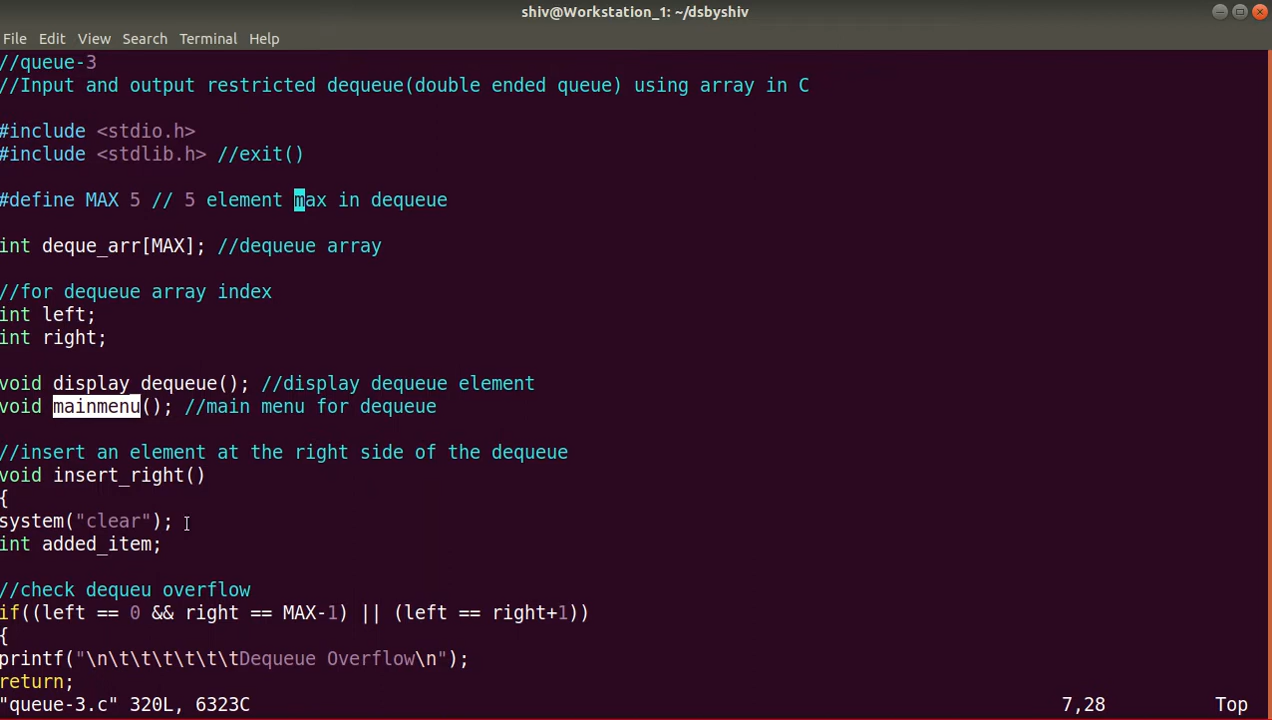 shiv@Workstation_1: ~/dsbyshiv
File Edit View Search Terminal Help
//queue-3
//Input and output restricted dequeue(double ended queue) using array in C
#include <stdio.h>
#include <stdlib.h> //exit()
#define MAX 5 // 5 element max in dequeue
int deque_arr[MAX]; //dequeue array
//for dequeue array index
int left;
int right;
void display_dequeue(); //display dequeue element
void mainmenu(); //main menu for dequeue
//insert an element at the right side of the dequeue
void insert_right()
{
system("clear");
int added_item;
//check dequeu overflow
if((left == 0 && right == MAX-1) || (left == right+1))
{
printf("\n\t\t\t\t\t\tDequeue Overflow\n");
return;
"queue-3.c" 320L, 6323C 7,28 Top